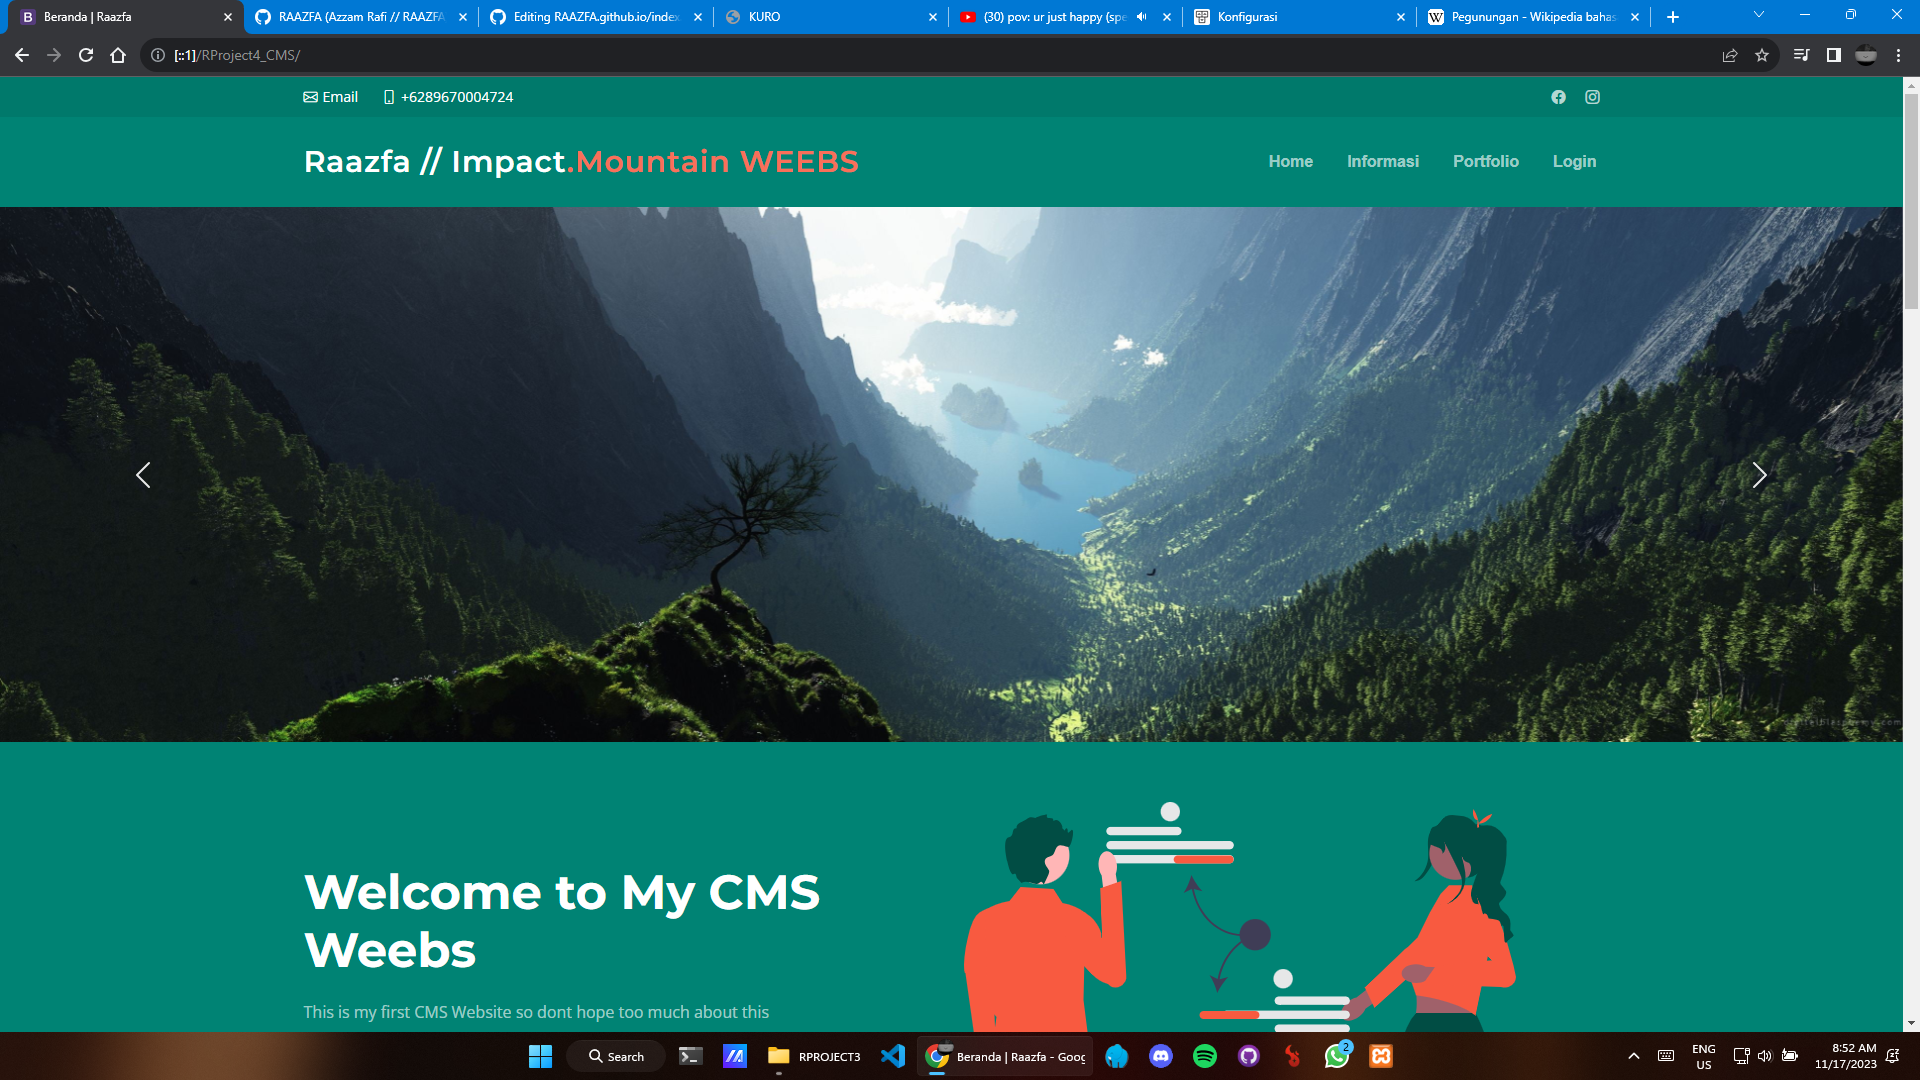 Beranda | Raazfa
RAAZFA (Azzam Rafi // RAAZFA
Editing RAAZFA.github.io/index
KURO
(30) pov: ur just happy (spe
Konfigurasi
Pegunungan - Wikipedia bahas
[::1]/RProject4_CMS/
Email
+6289670004724
Raazfa // Impact.Mountain WEEBS
Home
Informasi
Portfolio
Login
Welcome to My CMS
Weebs
This is my first CMS Website so dont hope too much about this
Search
RPROJECT3
Beranda | Raazfa - Goog
2
ENG
US
8:52 AM
11/17/2023